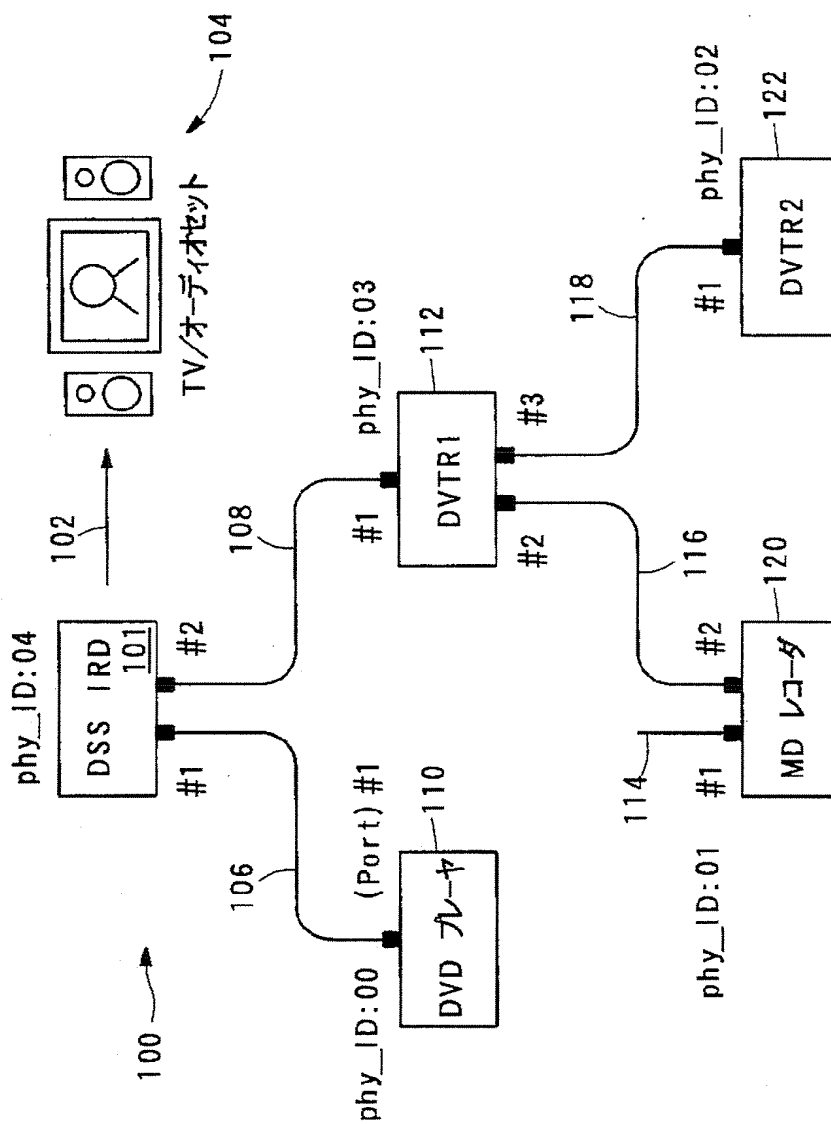 100
phy_ID:04
DSS IRD
101
#1
#2
102
104
TV/オーディオセット
106
108
phy_ID:00
(Port) #1
110
DVD プレーヤ
#1
phy_ID:03
112
DVTR1
#2
#3
114
116
118
phy_ID:01
#1
#2
120
MD レコーダ
#1
phy_ID:02
122
DVTR2